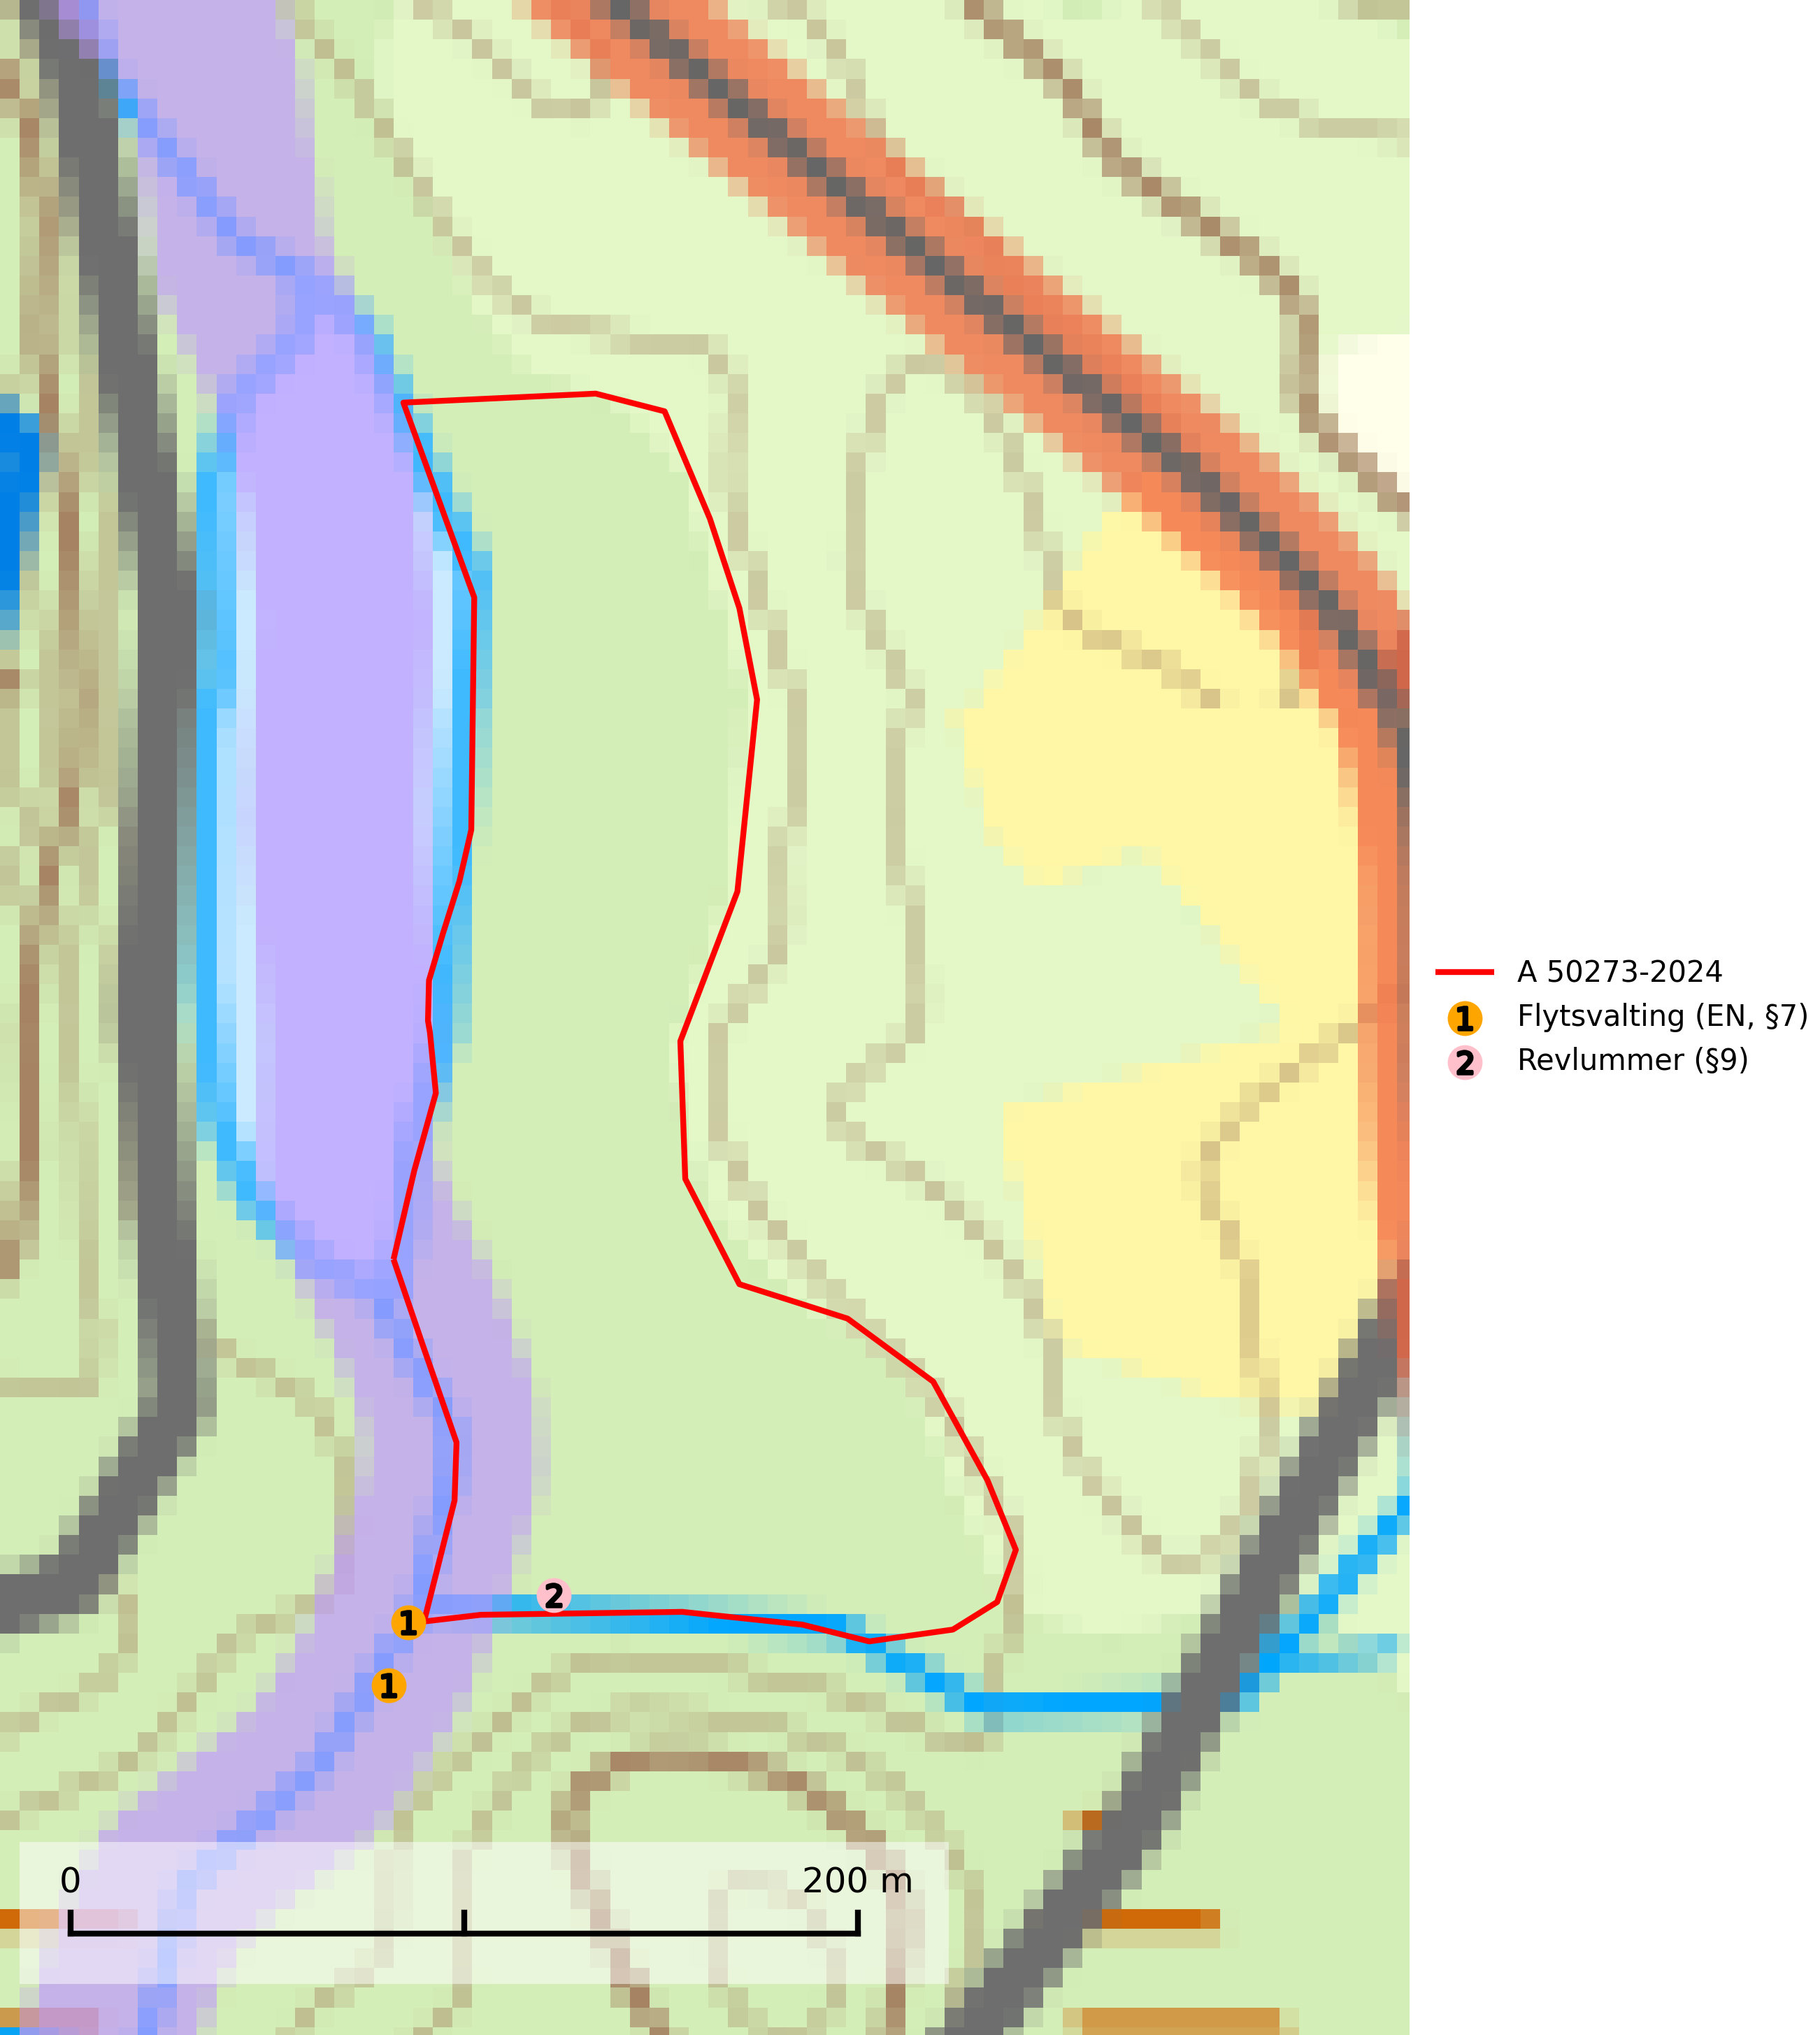 A 50273-2024
1 Flytsvalting (EN, §7)
2 Revlummer (§9)
2
1
1
0 200 m